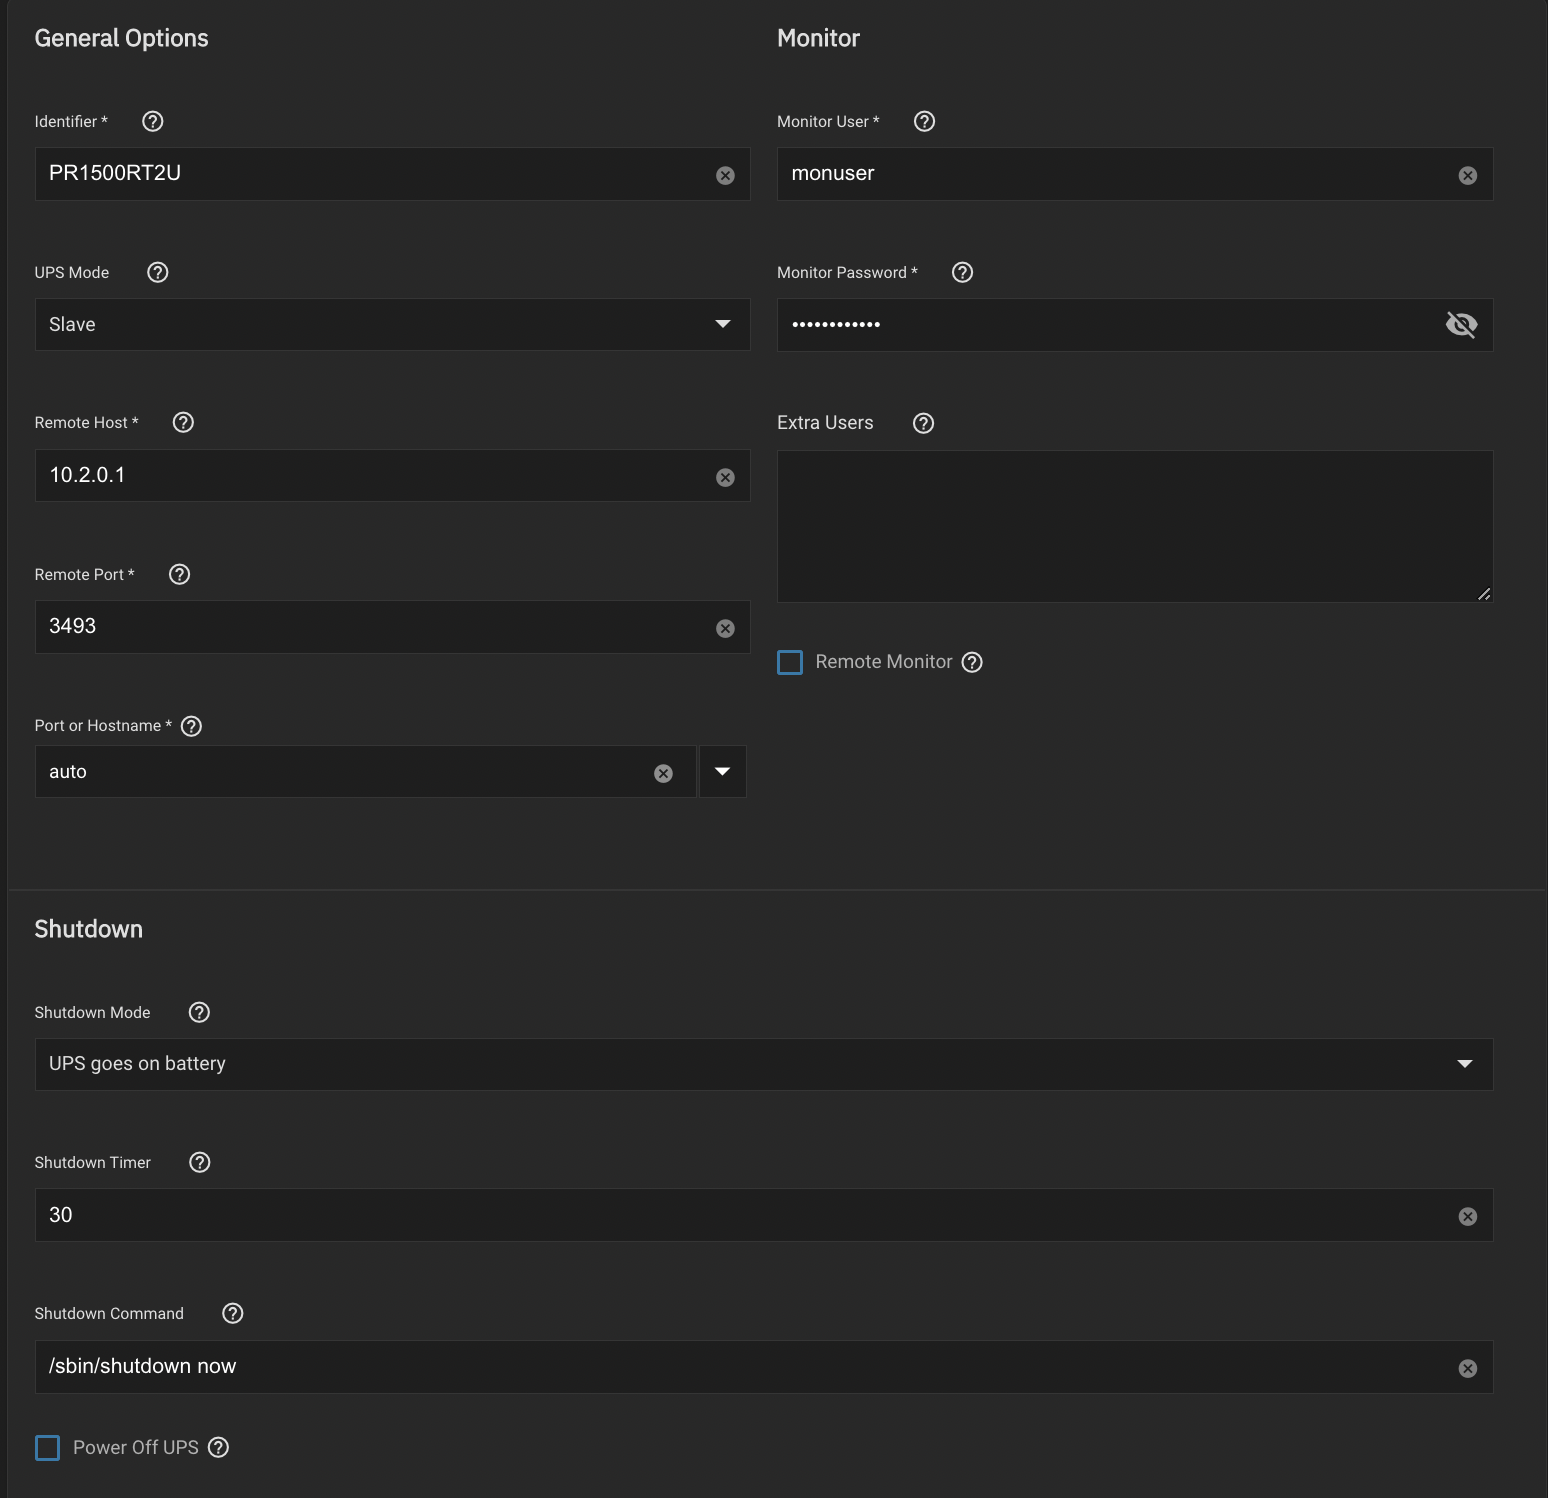 General Options
Identifier *
PR1500RT2U
UPS Mode
Slave
Remote Host *
10.2.0.1
Remote Port *
3493
Port or Hostname *
auto
Monitor
Monitor User *
monuser
Monitor Password *
••••••••••••
Extra Users
Remote Monitor
Shutdown
Shutdown Mode
UPS goes on battery
Shutdown Timer
30
Shutdown Command
/sbin/shutdown now
Power Off UPS